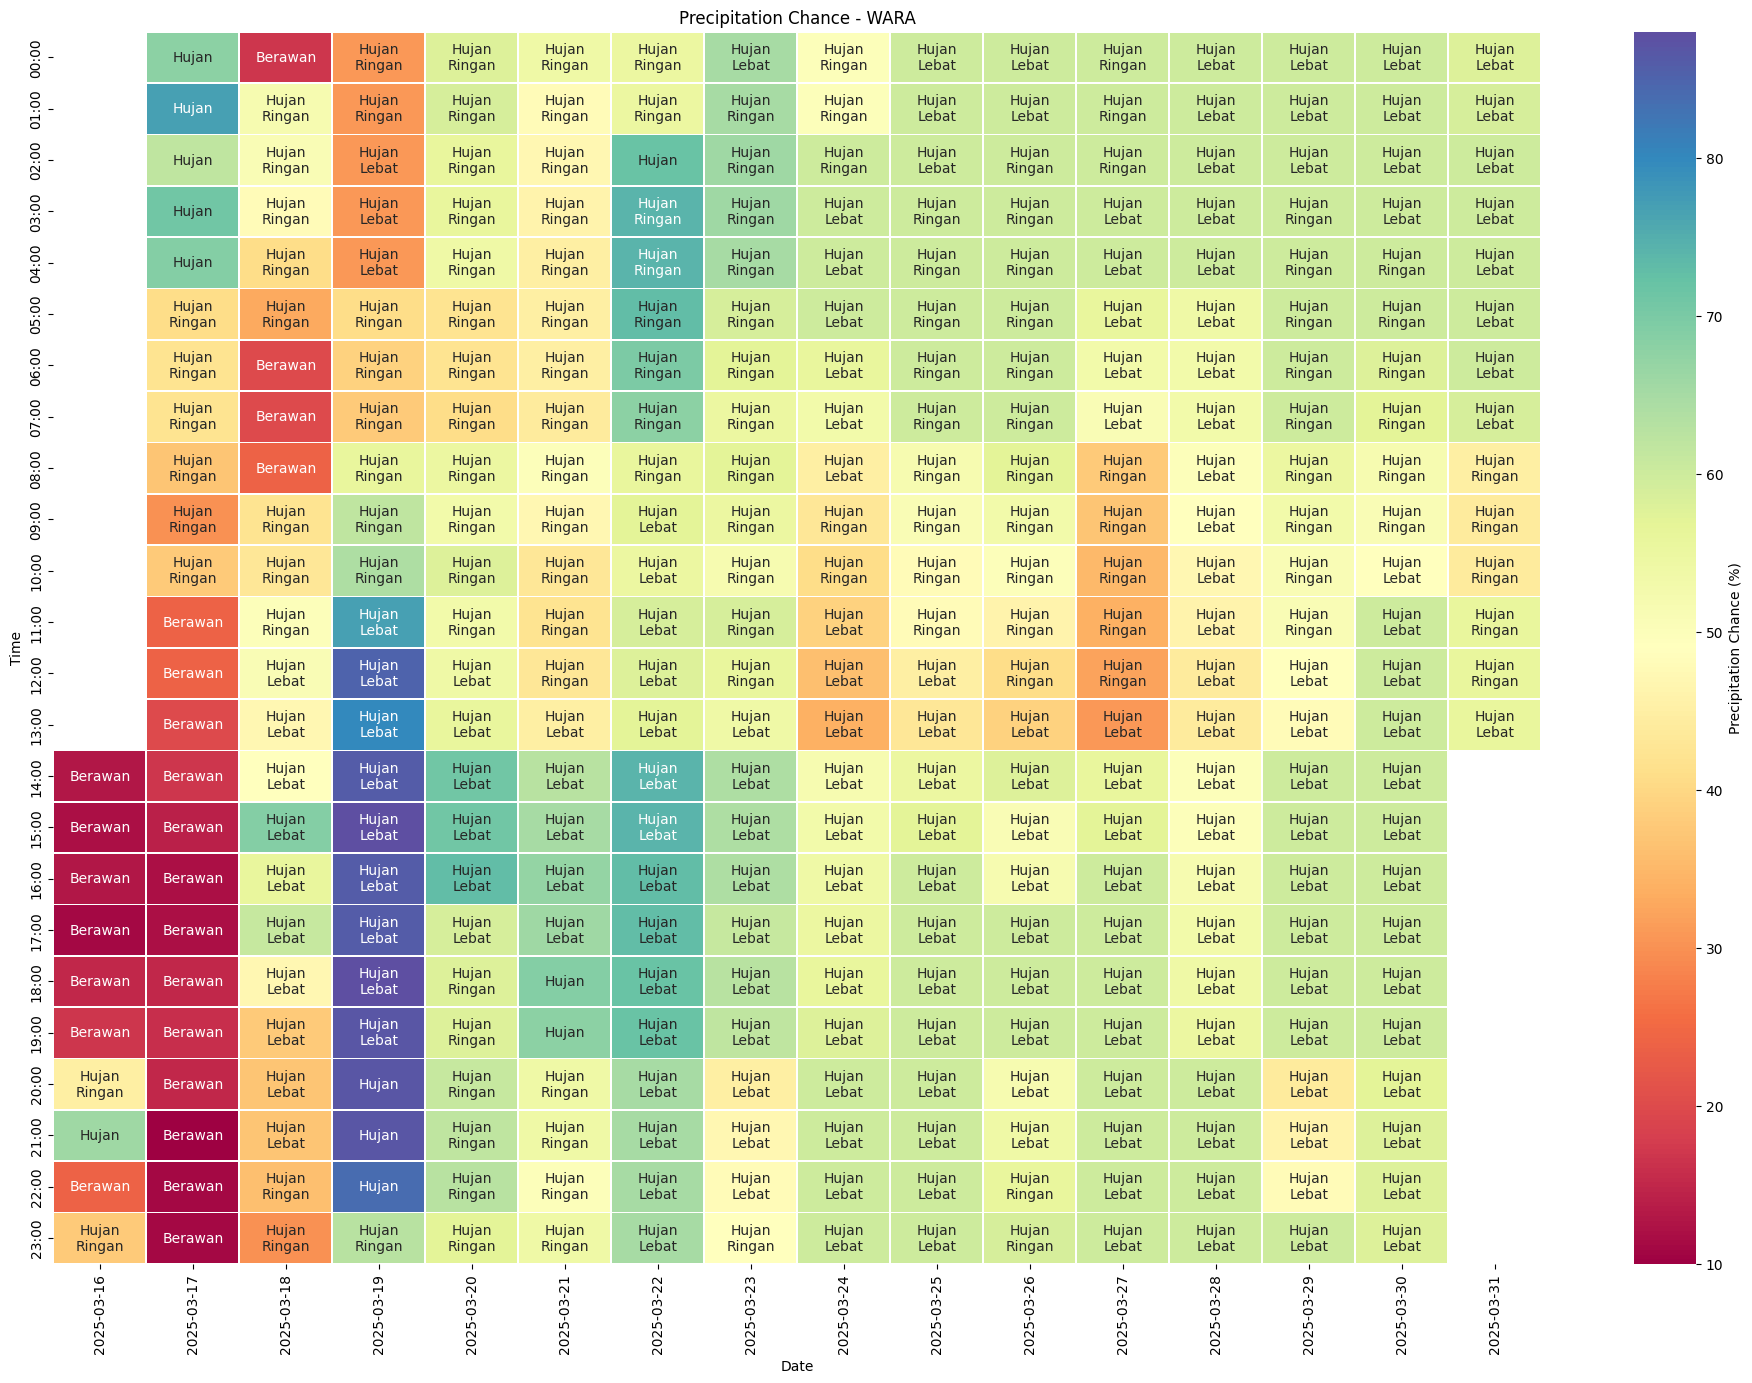 Precipitation Chance - WARA
00:00 Hujan Berawan Hujan Ringan Hujan Ringan Hujan Ringan Hujan Ringan Hujan Lebat Hujan Ringan Hujan Lebat Hujan Lebat Hujan Ringan Hujan Lebat Hujan Lebat Hujan Lebat Hujan Lebat
01:00 Hujan Hujan Ringan Hujan Ringan Hujan Ringan Hujan Ringan Hujan Ringan Hujan Ringan Hujan Ringan Hujan Lebat Hujan Lebat Hujan Ringan Hujan Lebat Hujan Lebat Hujan Lebat Hujan Lebat
02:00 Hujan Hujan Ringan Hujan Lebat Hujan Ringan Hujan Ringan Hujan Hujan Ringan Hujan Ringan Hujan Lebat Hujan Lebat Hujan Ringan Hujan Lebat Hujan Lebat Hujan Lebat Hujan Lebat
03:00 Hujan Hujan Ringan Hujan Lebat Hujan Ringan Hujan Ringan Hujan Ringan Hujan Ringan Hujan Lebat Hujan Ringan Hujan Ringan Hujan Lebat Hujan Lebat Hujan Ringan Hujan Lebat Hujan Lebat
04:00 Hujan Hujan Ringan Hujan Lebat Hujan Ringan Hujan Ringan Hujan Ringan Hujan Ringan Hujan Lebat Hujan Ringan Hujan Ringan Hujan Lebat Hujan Lebat Hujan Ringan Hujan Ringan Hujan Lebat
05:00 Hujan Ringan Hujan Ringan Hujan Ringan Hujan Ringan Hujan Ringan Hujan Ringan Hujan Ringan Hujan Lebat Hujan Ringan Hujan Ringan Hujan Lebat Hujan Lebat Hujan Ringan Hujan Ringan Hujan Lebat
06:00 Hujan Ringan Berawan Hujan Ringan Hujan Ringan Hujan Ringan Hujan Ringan Hujan Ringan Hujan Lebat Hujan Ringan Hujan Ringan Hujan Lebat Hujan Lebat Hujan Ringan Hujan Ringan Hujan Lebat
07:00 Hujan Ringan Berawan Hujan Ringan Hujan Ringan Hujan Ringan Hujan Ringan Hujan Ringan Hujan Lebat Hujan Ringan Hujan Ringan Hujan Lebat Hujan Lebat Hujan Ringan Hujan Ringan Hujan Lebat
08:00 Hujan Ringan Berawan Hujan Ringan Hujan Ringan Hujan Ringan Hujan Ringan Hujan Ringan Hujan Lebat Hujan Ringan Hujan Ringan Hujan Ringan Hujan Lebat Hujan Ringan Hujan Ringan Hujan Ringan
09:00 Hujan Ringan Hujan Ringan Hujan Ringan Hujan Ringan Hujan Ringan Hujan Lebat Hujan Ringan Hujan Ringan Hujan Ringan Hujan Ringan Hujan Ringan Hujan Lebat Hujan Ringan Hujan Ringan Hujan Ringan
10:00 Hujan Ringan Hujan Ringan Hujan Ringan Hujan Ringan Hujan Ringan Hujan Lebat Hujan Ringan Hujan Ringan Hujan Ringan Hujan Ringan Hujan Ringan Hujan Lebat Hujan Ringan Hujan Lebat Hujan Ringan
11:00 Berawan Hujan Ringan Hujan Lebat Hujan Ringan Hujan Ringan Hujan Lebat Hujan Ringan Hujan Lebat Hujan Ringan Hujan Ringan Hujan Ringan Hujan Lebat Hujan Ringan Hujan Lebat Hujan Ringan
12:00 Berawan Hujan Lebat Hujan Lebat Hujan Lebat Hujan Ringan Hujan Lebat Hujan Ringan Hujan Lebat Hujan Lebat Hujan Ringan Hujan Ringan Hujan Lebat Hujan Lebat Hujan Lebat Hujan Ringan
13:00 Berawan Hujan Lebat Hujan Lebat Hujan Lebat Hujan Lebat Hujan Lebat Hujan Lebat Hujan Lebat Hujan Lebat Hujan Lebat Hujan Lebat Hujan Lebat Hujan Lebat Hujan Lebat Hujan Lebat
14:00 Berawan Berawan Hujan Lebat Hujan Lebat Hujan Lebat Hujan Lebat Hujan Lebat Hujan Lebat Hujan Lebat Hujan Lebat Hujan Lebat Hujan Lebat Hujan Lebat Hujan Lebat Hujan Lebat
15:00 Berawan Berawan Hujan Lebat Hujan Lebat Hujan Lebat Hujan Lebat Hujan Lebat Hujan Lebat Hujan Lebat Hujan Lebat Hujan Lebat Hujan Lebat Hujan Lebat Hujan Lebat Hujan Lebat
16:00 Berawan Berawan Hujan Lebat Hujan Lebat Hujan Lebat Hujan Lebat Hujan Lebat Hujan Lebat Hujan Lebat Hujan Lebat Hujan Lebat Hujan Lebat Hujan Lebat Hujan Lebat Hujan Lebat
17:00 Berawan Berawan Hujan Lebat Hujan Lebat Hujan Lebat Hujan Lebat Hujan Lebat Hujan Lebat Hujan Lebat Hujan Lebat Hujan Lebat Hujan Lebat Hujan Lebat Hujan Lebat Hujan Lebat
18:00 Berawan Berawan Hujan Lebat Hujan Lebat Hujan Ringan Hujan Hujan Lebat Hujan Lebat Hujan Lebat Hujan Lebat Hujan Lebat Hujan Lebat Hujan Lebat Hujan Lebat Hujan Lebat
19:00 Berawan Berawan Hujan Lebat Hujan Lebat Hujan Ringan Hujan Hujan Lebat Hujan Lebat Hujan Lebat Hujan Lebat Hujan Lebat Hujan Lebat Hujan Lebat Hujan Lebat Hujan Lebat
20:00 Hujan Ringan Berawan Hujan Lebat Hujan Hujan Ringan Hujan Ringan Hujan Lebat Hujan Lebat Hujan Lebat Hujan Lebat Hujan Lebat Hujan Lebat Hujan Lebat Hujan Lebat Hujan Lebat
21:00 Hujan Berawan Hujan Lebat Hujan Hujan Ringan Hujan Ringan Hujan Lebat Hujan Lebat Hujan Lebat Hujan Lebat Hujan Lebat Hujan Lebat Hujan Lebat Hujan Lebat Hujan Lebat
22:00 Berawan Berawan Hujan Ringan Hujan Hujan Ringan Hujan Ringan Hujan Lebat Hujan Lebat Hujan Lebat Hujan Lebat Hujan Ringan Hujan Lebat Hujan Lebat Hujan Lebat Hujan Lebat
23:00 Hujan Ringan Berawan Hujan Ringan Hujan Ringan Hujan Ringan Hujan Ringan Hujan Lebat Hujan Ringan Hujan Lebat Hujan Lebat Hujan Ringan Hujan Lebat Hujan Lebat Hujan Lebat Hujan Lebat
Time
2025-03-16 2025-03-17 2025-03-18 2025-03-19 2025-03-20 2025-03-21 2025-03-22 2025-03-23 2025-03-24 2025-03-25 2025-03-26 2025-03-27 2025-03-28 2025-03-29 2025-03-30 2025-03-31
Date
80
70
60
50
40
30
20
10
Precipitation Chance (%)